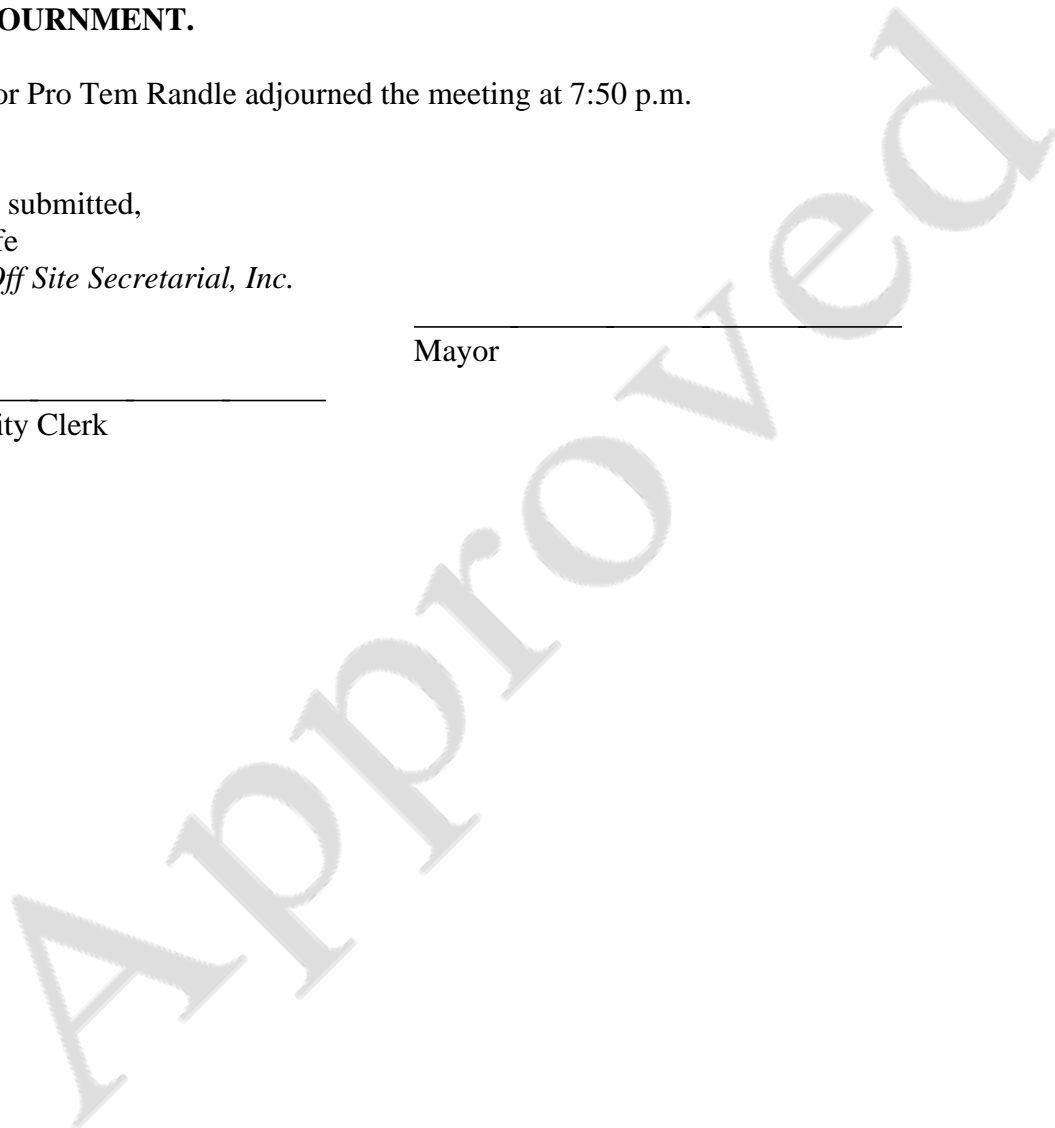 OURNMENT.
or Pro Tem Randle adjourned the meeting at 7:50 p.m.
submitted,
fe
Off Site Secretarial, Inc.
Mayor
ity Clerk
Approved